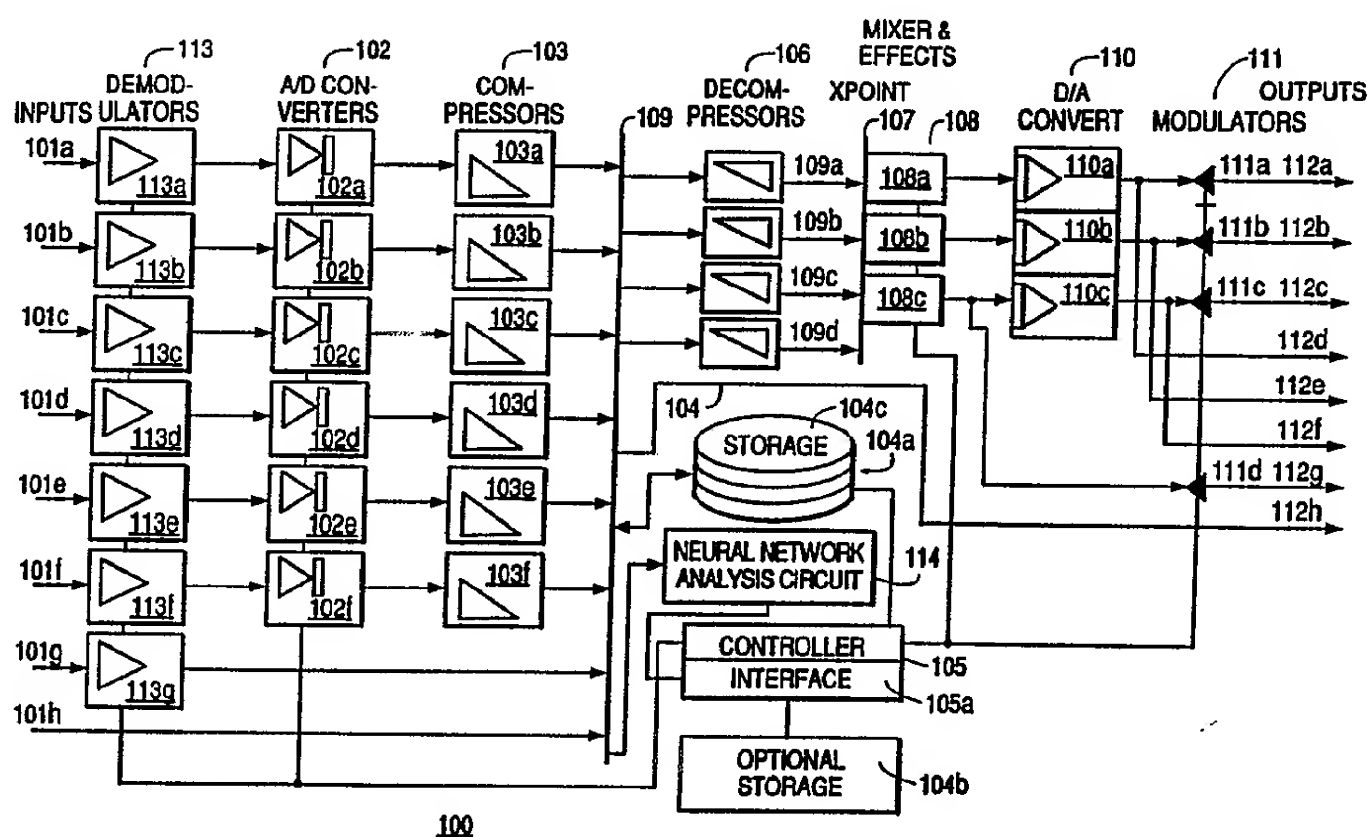 113
DEMOD-
ULATORS
102
A/D CON-
VERTERS
103
COM-
PRESSORS
106
DECOM-
PRESSORS
MIXER &
EFFECTS
XPOINT
110
D/A
CONVERT
111
MODULATORS
OUTPUTS
INPUTS
109
107
108
101a
113a
102a
103a
109a
108a
110a
111a 112a
101b
113b
102b
103b
109b
108b
110b
111b 112b
101c
113c
102c
103c
109c
108c
110c
111c 112c
109d
112d
101d
113d
102d
103d
104
104c
STORAGE
104a
112e
112f
101e
113e
102e
103e
111d 112g
112h
101f
113f
102f
103f
NEURAL NETWORK
ANALYSIS CIRCUIT
114
101g
113g
CONTROLLER
105
INTERFACE
105a
101h
OPTIONAL
STORAGE
104b
100